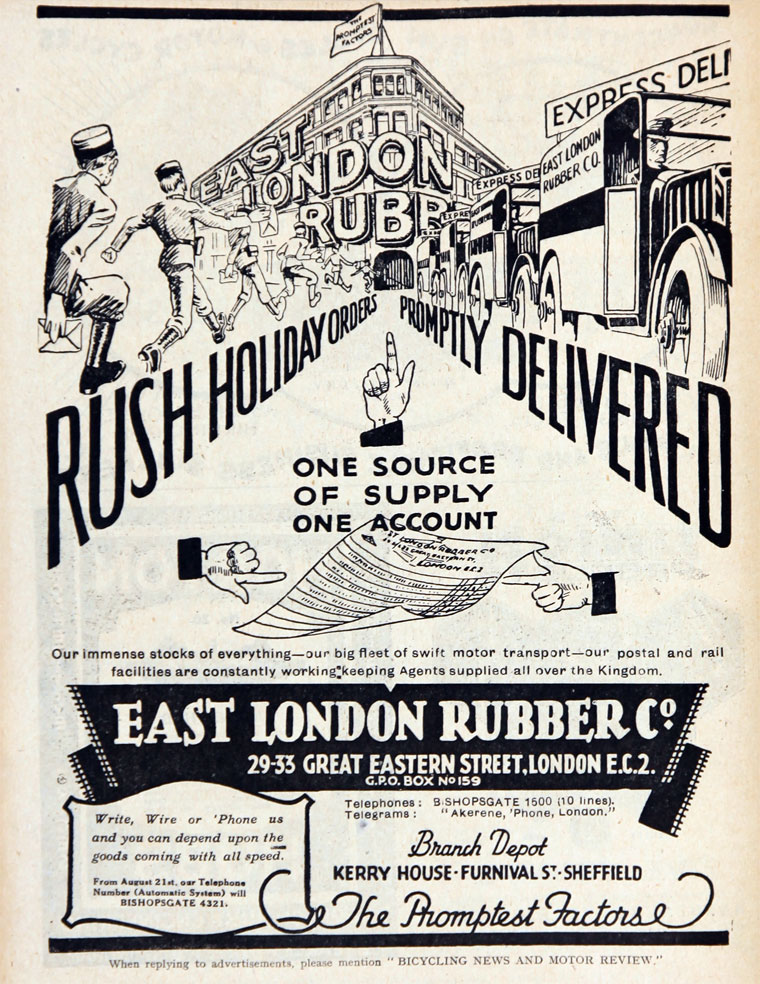 THE
PROMPTEST
FACTORS
EAST
LONDON
RUBB
EXPRESS DELI
EAST LONDON
RUBBER CO.
EXPRESS DE
EXPRE
RUSH HOLIDAY ORDERS PROMPTLY DELIVERED
ONE SOURCE
OF SUPPLY
ONE ACCOUNT
ST LONDON RUBBER CO
LONDON E.C.2
Our immense stocks of everything—our big fleet of swift motor transport—our postal and rail
facilities are constantly working keeping Agents supplied all over the Kingdom.
EAST LONDON RUBBER Co.
29-33 GREAT EASTERN STREET, LONDON E.C.2.
G.P.O. BOX No 159
Write, Wire or 'Phone us
and you can depend upon the
goods coming with all speed.
From August 21st, our Telephone
Number (Automatic System) will
BISHOPSGATE 4321.
Telephones: BISHOPSGATE 1500 (10 lines).
Telegrams: "Akerene, 'Phone, London."
Branch Depot
KERRY HOUSE · FURNIVAL ST. · SHEFFIELD
The Promptest Factors
When replying to advertisements, please mention "BICYCLING NEWS AND MOTOR REVIEW."